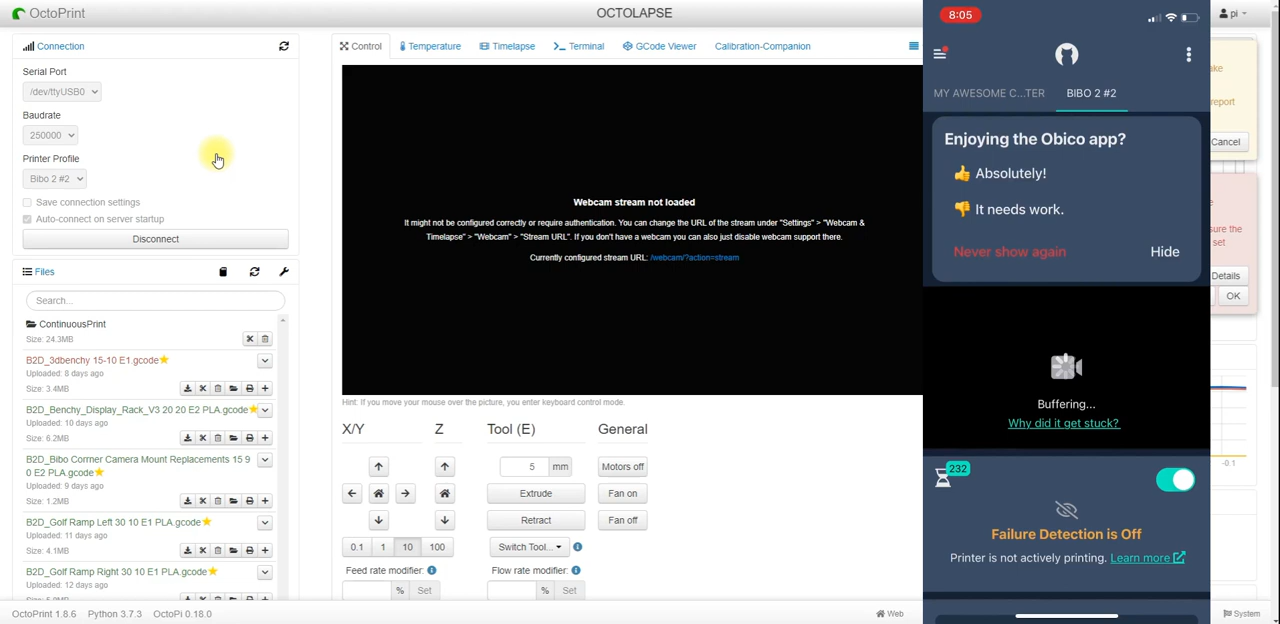 OctoPrint
OCTOLAPSE
pi
Connection
Serial Port
/dev/ttyUSB0
Baudrate
250000
Printer Profile
Bibo 2 #2
Save connection settings
Auto-connect on server startup
Disconnect
Files
Search...
ContinuousPrint
Size: 24.3MB
B2D_3dbenchy 15-10 E1.gcode
Uploaded: 8 days ago
Size: 3.4MB
B2D_Benchy_Display_Rack_V3 20 20 E2 PLA.gcode
Uploaded: 10 days ago
Size: 6.2MB
B2D_Bibo Corrner Camera Mount Replacements 15 9
0 E2 PLA.gcode
Uploaded: 9 days ago
Size: 1.2MB
B2D_Golf Ramp Left 30 10 E1 PLA.gcode
Uploaded: 11 days ago
Size: 4.1MB
B2D_Golf Ramp Right 30 10 E1 PLA.gcode
Uploaded: 12 days ago
Control Temperature Timelapse Terminal GCode Viewer Calibration-Companion
Webcam stream not loaded
It might not be configured correctly or require authentication. You can change the URL of the stream under "Settings" > "Webcam &
Timelapse" > "Webcam" > "Stream URL". If you don't have a webcam you can also just disable webcam support there.
Currently configured stream URL: /webcam/?action=stream
Hint: If you move your mouse over the picture, you enter keyboard control mode.
X/Y Z Tool (E) General
5 mm Motors off
Extrude Fan on
Retract Fan off
0.1 1 10 100 Switch Tool...
Feed rate modifier: Flow rate modifier:
% Set % Set
8:05
MY AWESOME C...TER BIBO 2 #2
Enjoying the Obico app?
Absolutely!
It needs work.
Never show again Hide
Buffering...
Why did it get stuck?
232
Failure Detection is Off
Printer is not actively printing. Learn more
report
Cancel
set
Details
OK
-0.1
OctoPrint 1.8.6 Python 3.7.3 OctoPi 0.18.0
Web
System